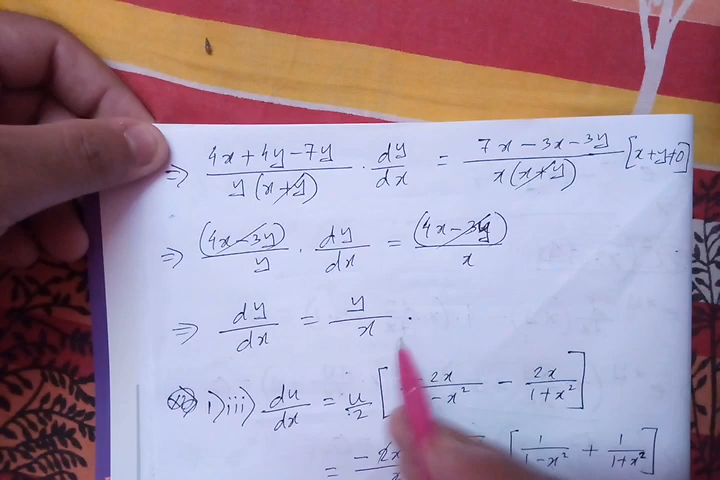 ⇒ (4x + 4y - 7y) / (y(x+y)) . dy/dx = (7x - 3x - 3y) / (x(x+y)) [x+y≠0]
⇒ (4x - 3y) / y . dy/dx = (4x - 3y) / x
⇒ dy/dx = y/x .
i) iii) du/dx = u/2 [ -2x / -x² - 2x / 1+x² ]
= -2x [ 1 / 1-x² + 1 / 1+x² ]